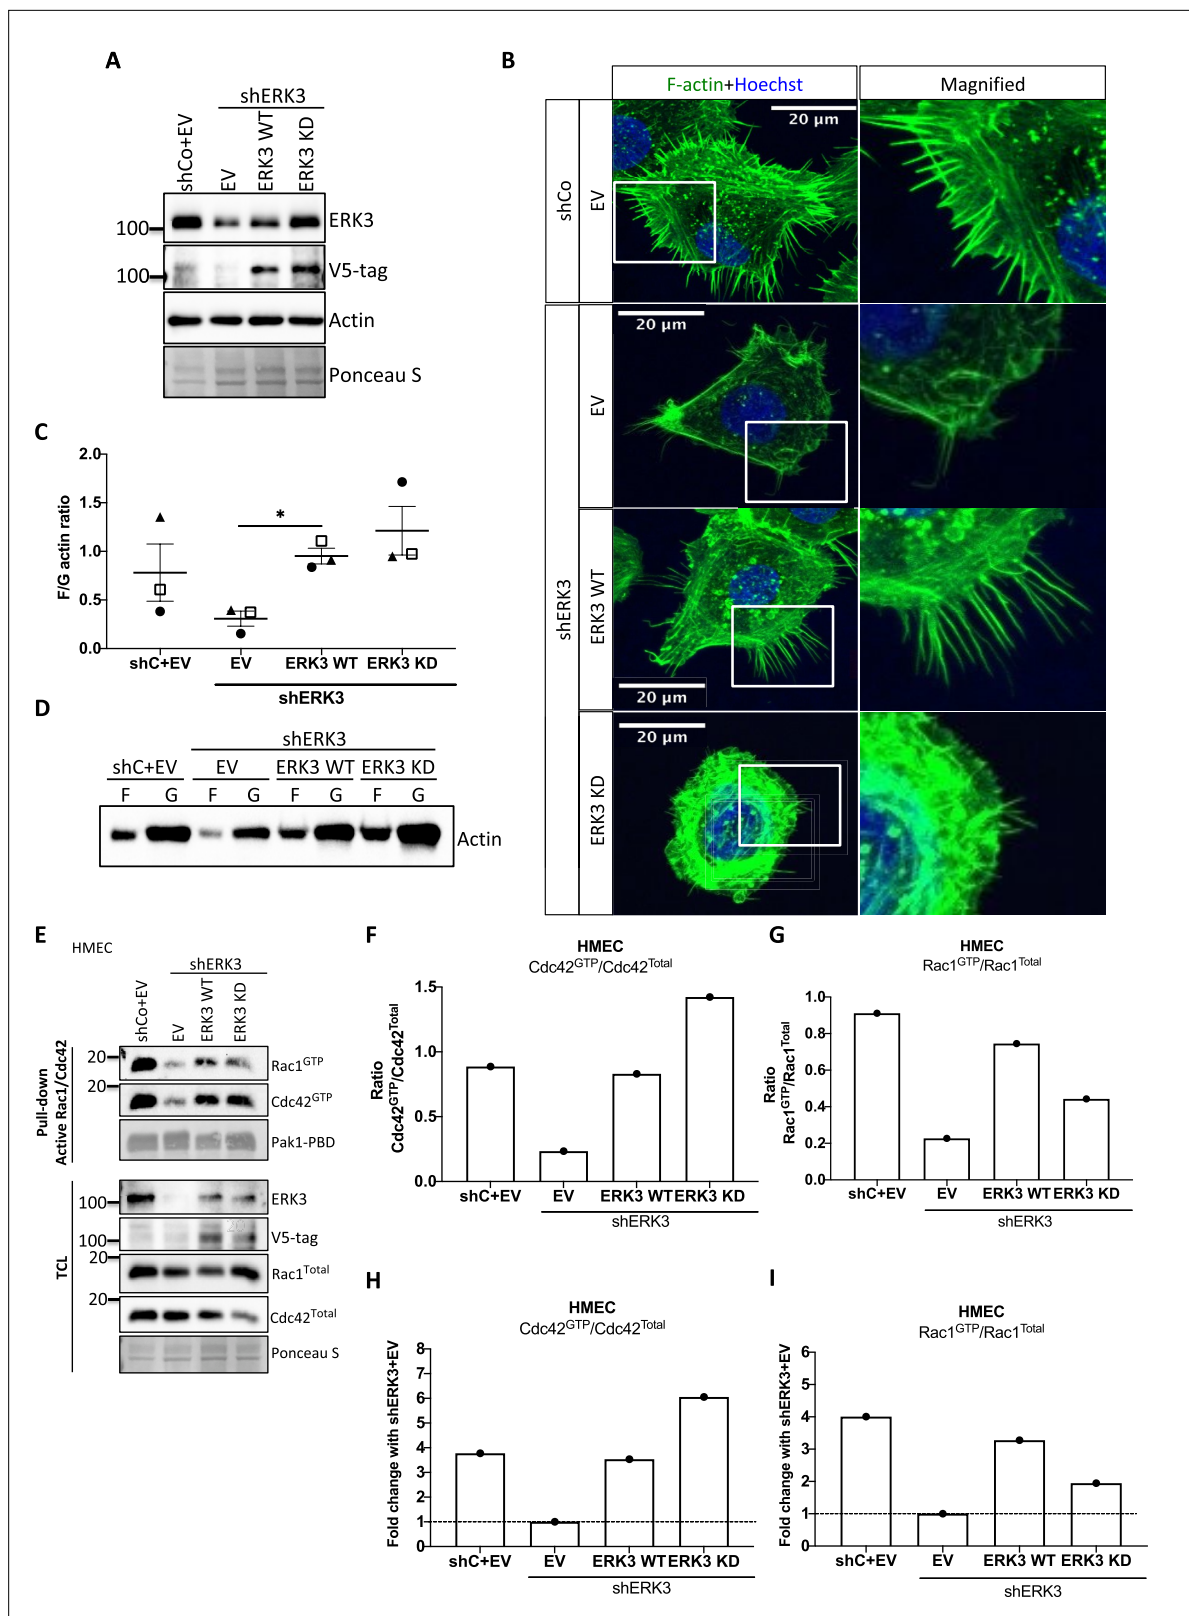 A
shERK3
shCo+EV
EV
ERK3 WT
ERK3 KD
100
ERK3
100
V5-tag
Actin
Ponceau S
B
F-actin+Hoechst
Magnified
shCo
EV
20 µm
shERK3
EV
20 µm
ERK3 WT
20 µm
ERK3 KD
20 µm
C
F/G actin ratio
2.0
1.5
1.0
0.5
0.0
*
shC+EV EV ERK3 WT ERK3 KD
shERK3
D
shERK3
shC+EV EV ERK3 WT ERK3 KD
F G F G F G F G
Actin
E
HMEC
shERK3
shCo+EV
EV
ERK3 WT
ERK3 KD
Pull-down
Active Rac1/Cdc42
20
Rac1GTP
20
Cdc42GTP
Pak1-PBD
TCL
100
ERK3
20
100
V5-tag
20
Rac1Total
20
Cdc42Total
Ponceau S
F
HMEC
Cdc42GTP/Cdc42Total
Ratio
Cdc42GTP/Cdc42Total
1.5
1.0
0.5
0.0
shC+EV EV ERK3 WT ERK3 KD
shERK3
G
HMEC
Rac1GTP/Rac1Total
Ratio
Rac1GTP/Rac1Total
1.0
0.8
0.6
0.4
0.2
0.0
shC+EV EV ERK3 WT ERK3 KD
shERK3
H
HMEC
Cdc42GTP/Cdc42Total
Fold change with shERK3+EV
8
7
6
5
4
3
2
1
0
shC+EV EV ERK3 WT ERK3 KD
shERK3
I
HMEC
Rac1GTP/Rac1Total
Fold change with shERK3+EV
6
5
4
3
2
1
0
shC+EV EV ERK3 WT ERK3 KD
shERK3